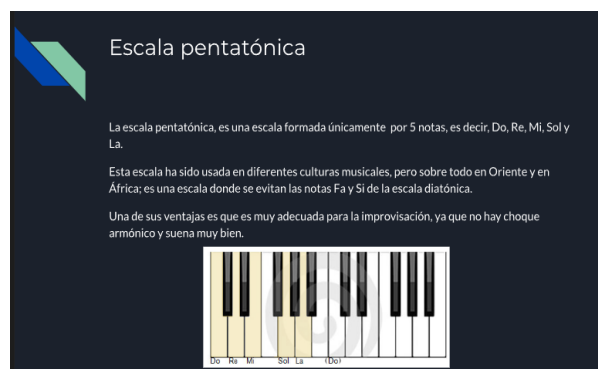 Escala pentatónica
La escala pentatónica, es una escala formada únicamente por 5 notas, es decir, Do, Re, Mi, Sol y
La.
Esta escala ha sido usada en diferentes culturas musicales, pero sobre todo en Oriente y en
África; es una escala donde se evitan las notas Fa y Si de la escala diatónica.
Una de sus ventajas es que es muy adecuada para la improvisación, ya que no hay choque
armónico y suena muy bien.
Do Re Mi Sol La (Do)